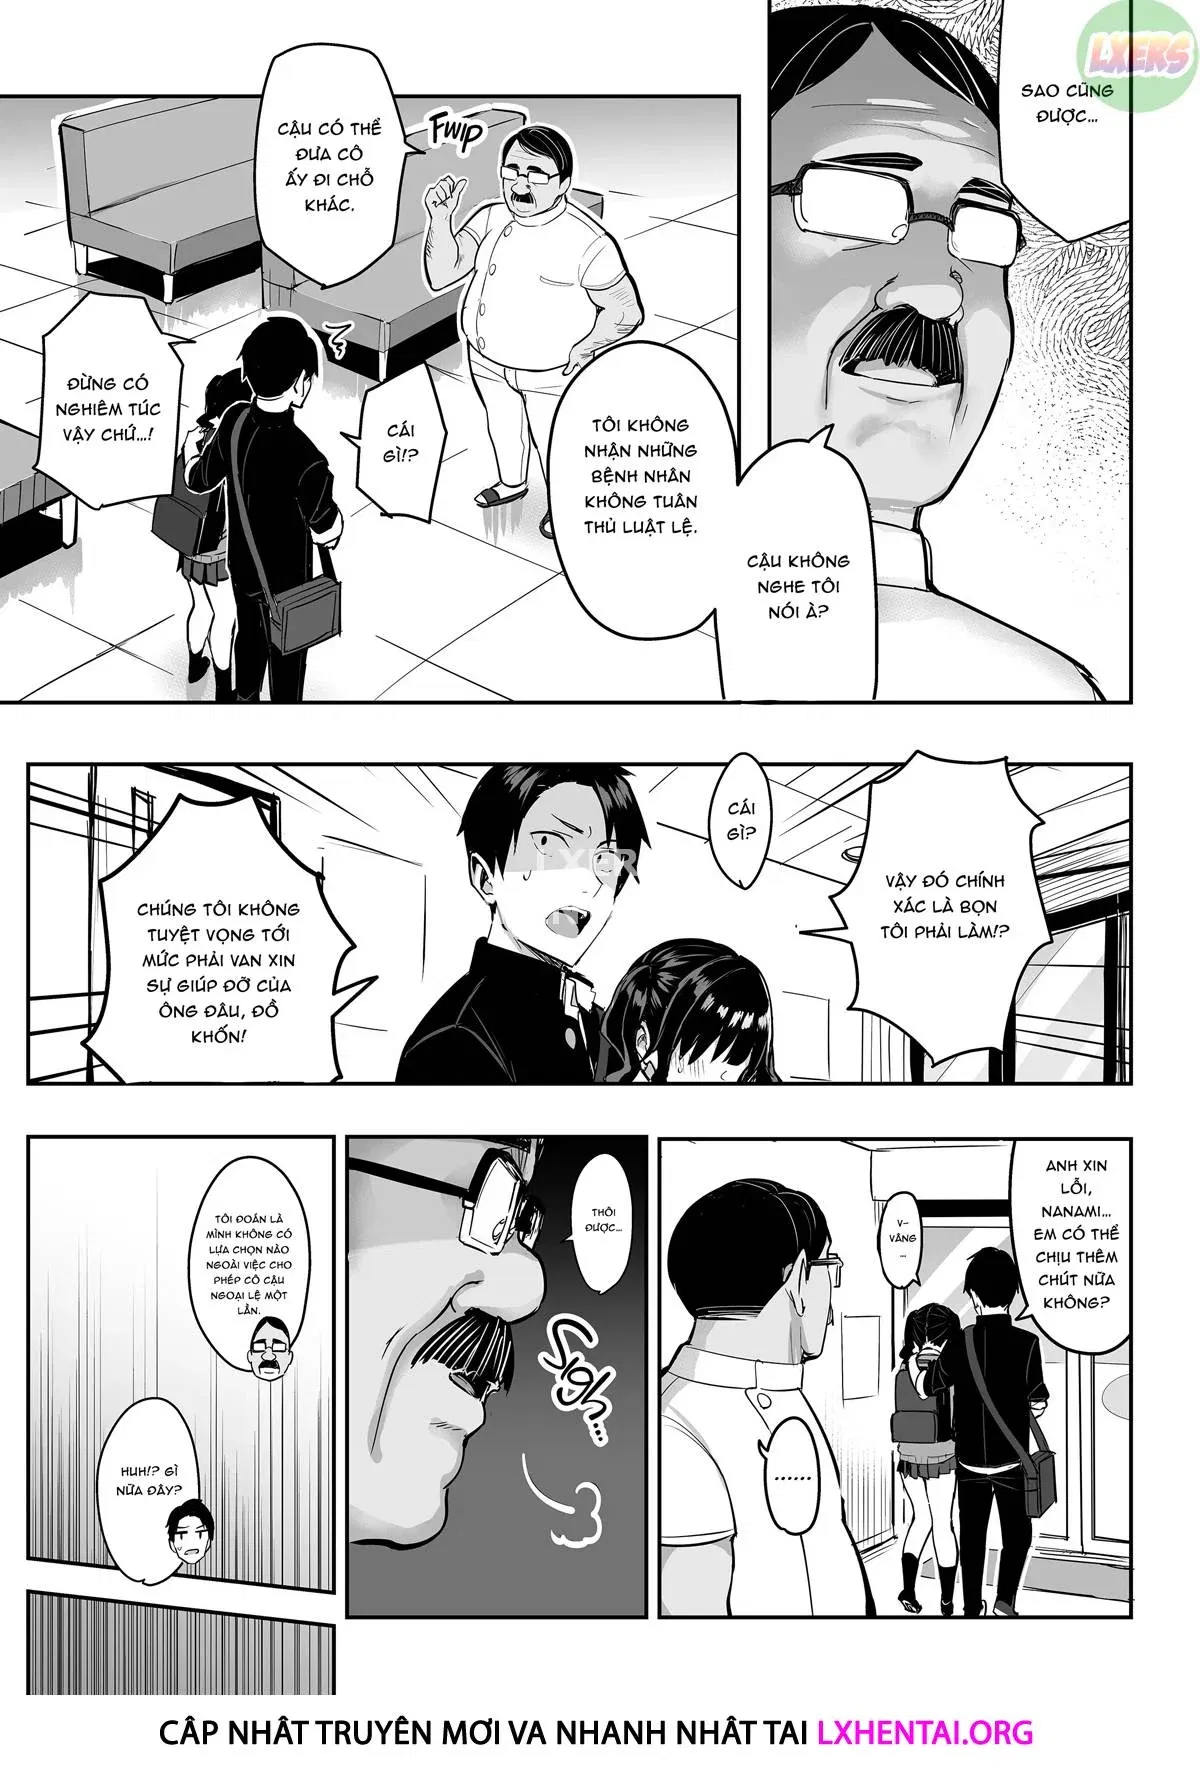 LXERS
SAO CŨNG
ĐƯỢC...
CẬU KHÔNG
NGHE TÔI
NÓI À?
TÔI KHÔNG
NHẬN NHỮNG
BỆNH NHÂN
KHÔNG TUÂN
THỦ LUẬT LỆ.
FWIP
CẬU CÓ THỂ
ĐƯA CÔ
ẤY ĐI CHỖ
KHÁC.
CÁI
GÌ!?
ĐỪNG CÓ
NGHIÊM TÚC
VẬY CHỨ...!
VẬY ĐÓ CHÍNH
XÁC LÀ BỌN
TÔI PHẢI LÀM!?
CÁI
GÌ?
LXER
CHÚNG TÔI KHÔNG
TUYỆT VỌNG TỚI
MỨC PHẢI VAN XIN
SỰ GIÚP ĐỠ CỦA
ÔNG ĐÂU, ĐỒ
KHỐN!
ANH XIN
LỖI,
NANAMI...
EM CÓ THỂ
CHỊU THÊM
CHÚT NỮA
KHÔNG?
V-
VÂNG
...
......
THÔI
ĐƯỢC...
SIGH...
TÔI ĐOÁN LÀ
MÌNH KHÔNG CÓ
LỰA CHỌN NÀO
NGOÀI VIỆC CHO
PHÉP CÔ CẬU
NGOẠI LỆ MỘT
LẦN.
HUH!? GÌ
NỮA ĐÂY?
CẬP NHẬT TRUYỆN MỚI VÀ NHANH NHẤT TẠI LXHENTAI.ORG